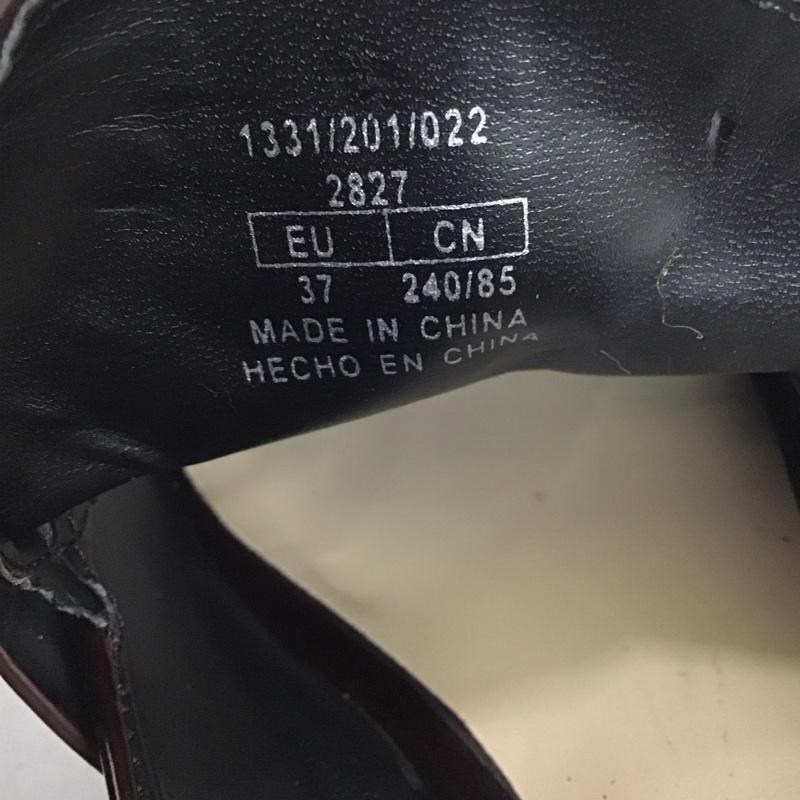 1331/201/022
2827
EU CN
37 240/85
MADE IN CHINA
HECHO EN CHINA